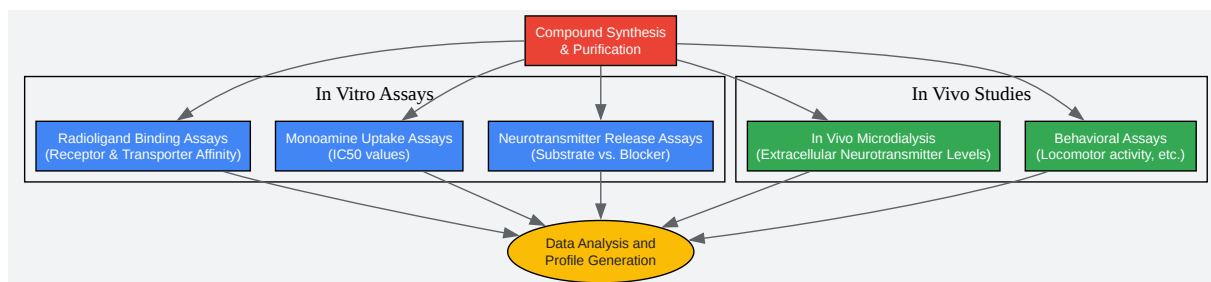 Compound Synthesis
& Purification
In Vitro Assays
In Vivo Studies
Radioligand Binding Assays
(Receptor & Transporter Affinity)
Monoamine Uptake Assays
(IC50 values)
Neurotransmitter Release Assays
(Substrate vs. Blocker)
In Vivo Microdialysis
(Extracellular Neurotransmitter Levels)
Behavioral Assays
(Locomotor activity, etc.)
Data Analysis and
Profile Generation